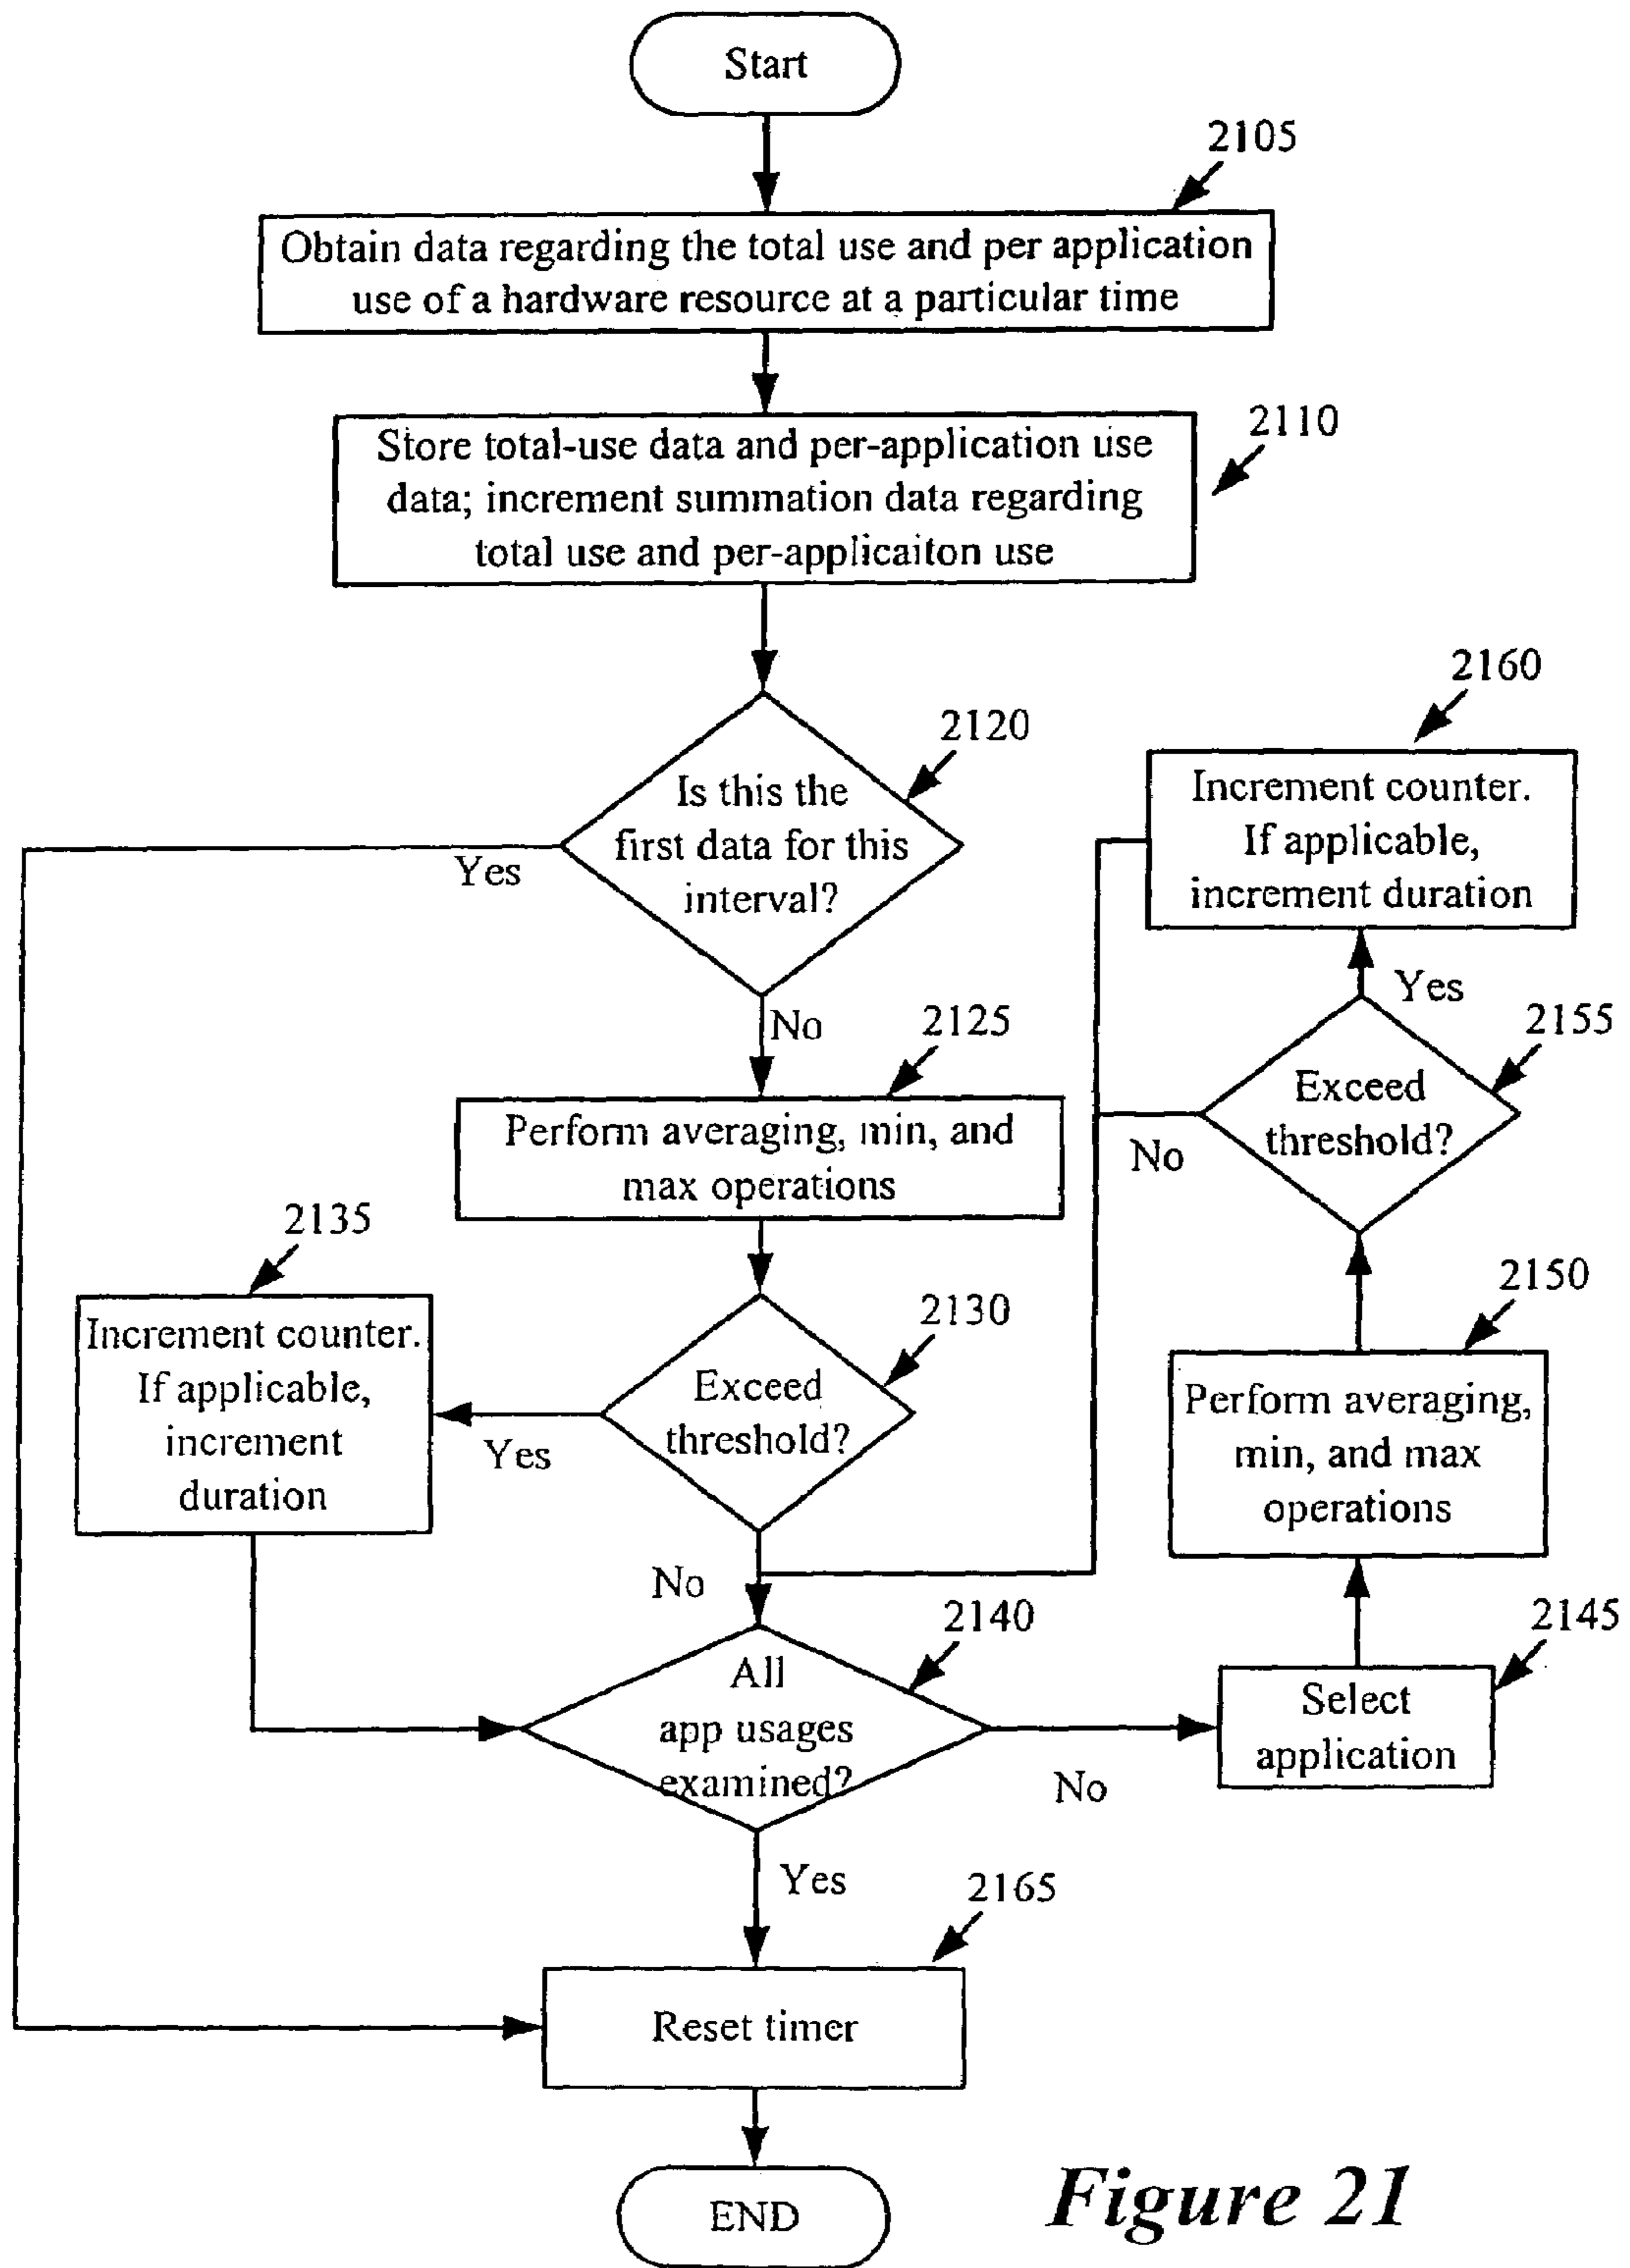 Start
2105
Obtain data regarding the total use and per application
use of a hardware resource at a particular time
2110
Store total-use data and per-application use
data; increment summation data regarding
total use and per-applicaiton use
2120
Is this the
first data for this
interval?
Yes
No
2125
Perform averaging, min, and
max operations
2130
Exceed
threshold?
Yes
No
2135
Increment counter.
If applicable,
increment
duration
2140
All
app usages
examined?
No
Yes
2145
Select
application
2150
Perform averaging,
min, and max
operations
2155
Exceed
threshold?
No
Yes
2160
Increment counter.
If applicable,
increment duration
2165
Reset timer
END
Figure 21